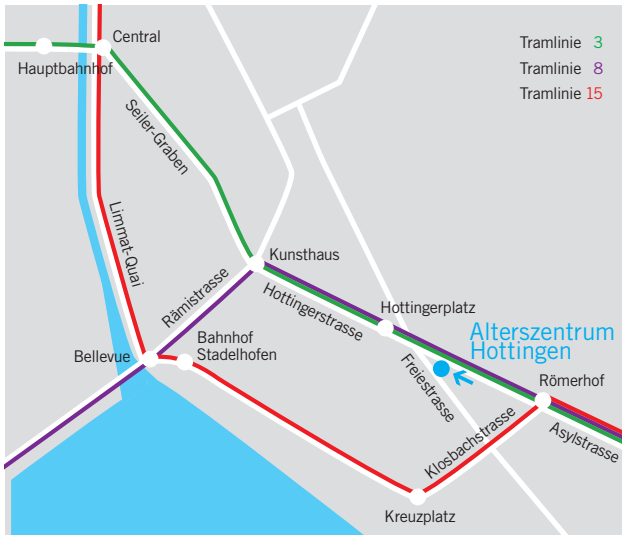 Central
Tramlinie 3
Hauptbahnhof
Tramlinie 8
Tramlinie 15
Seiler-Graben
Limmat-Quai
Kunsthaus
Rämistrasse
Hottingerstrasse
Hottingerplatz
Alterszentrum
Hottingen
Bahnhof
Stadelhofen
Bellevue
Freiestrasse
Römerhof
Klosbachstrasse
Asylstrasse
Kreuzplatz